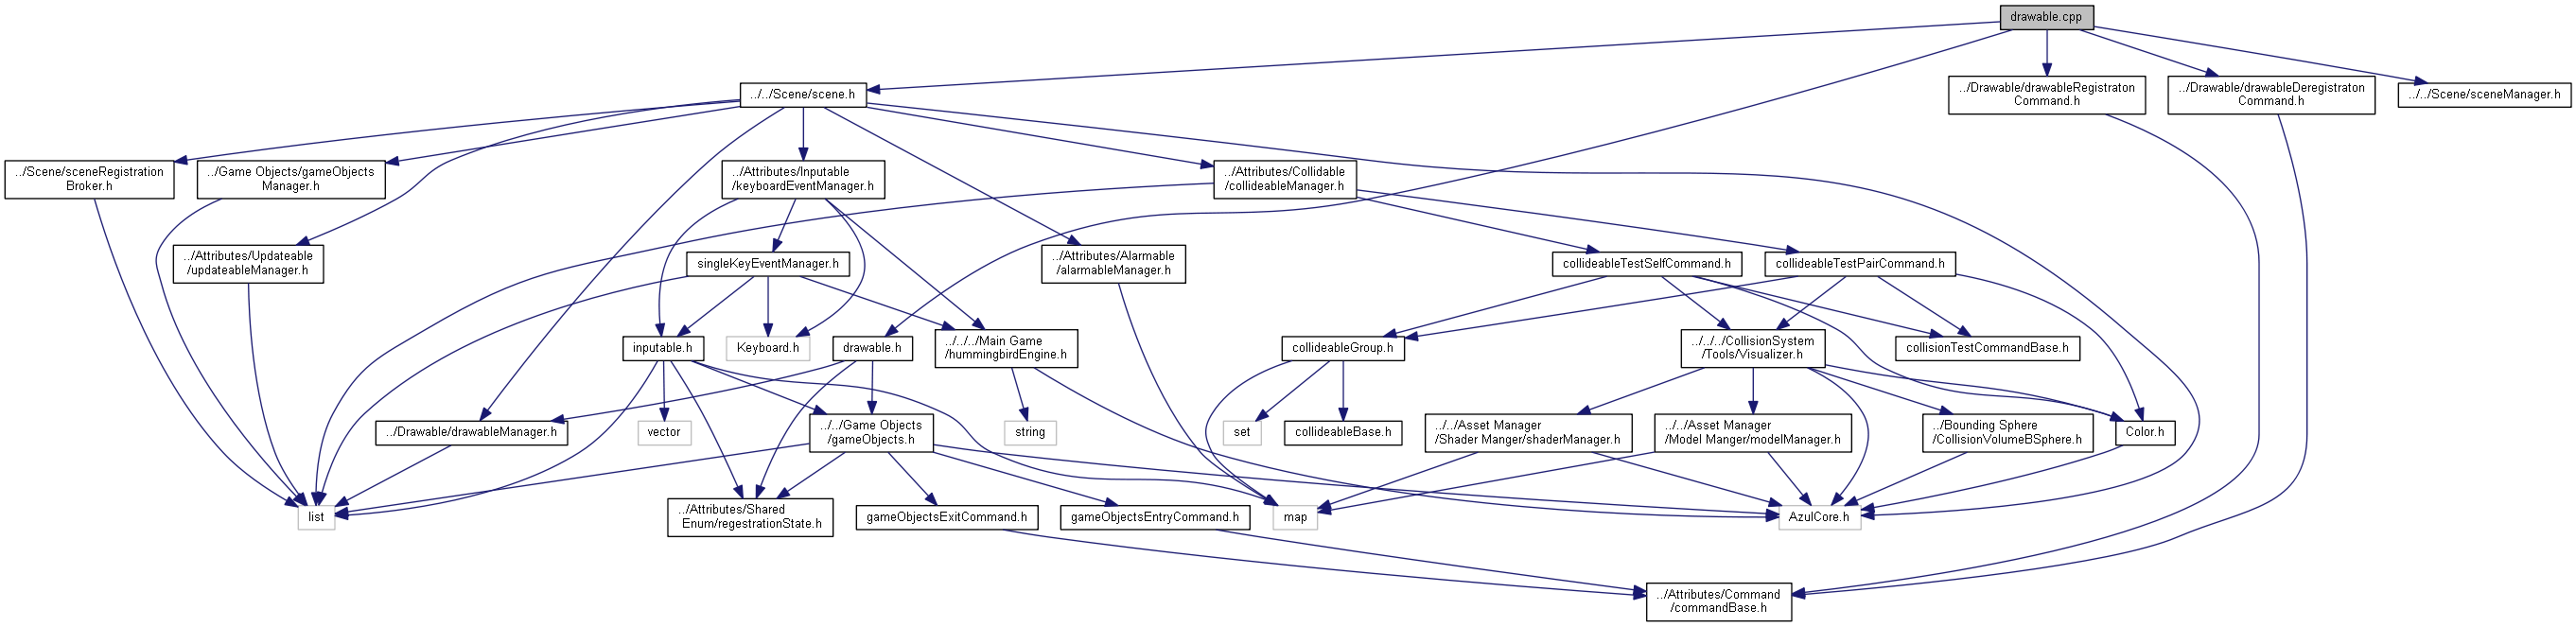 drawable.cpp
../../Scene/scene.h
../Drawable/drawableRegistraton
Command.h
../Drawable/drawableDeregistraton
Command.h
../../Scene/sceneManager.h
../Scene/sceneRegistration
Broker.h
../Game Objects/gameObjects
Manager.h
../Attributes/Inputable
/keyboardEventManager.h
../Attributes/Collidable
/collideableManager.h
../Attributes/Updateable
/updateableManager.h
singleKeyEventManager.h
../Attributes/Alarmable
/alarmableManager.h
collideableTestSelfCommand.h
collideableTestPairCommand.h
inputable.h
Keyboard.h
drawable.h
../../../Main Game
/hummingbirdEngine.h
collideableGroup.h
../../../CollisionSystem
/Tools/Visualizer.h
collisionTestCommandBase.h
../Drawable/drawableManager.h
vector
../../Game Objects
/gameObjects.h
string
set
collideableBase.h
../../Asset Manager
/Shader Manger/shaderManager.h
../../Asset Manager
/Model Manger/modelManager.h
../Bounding Sphere
/CollisionVolumeBSphere.h
Color.h
list
../Attributes/Shared
Enum/regestrationState.h
gameObjectsExitCommand.h
gameObjectsEntryCommand.h
map
AzulCore.h
../Attributes/Command
/commandBase.h